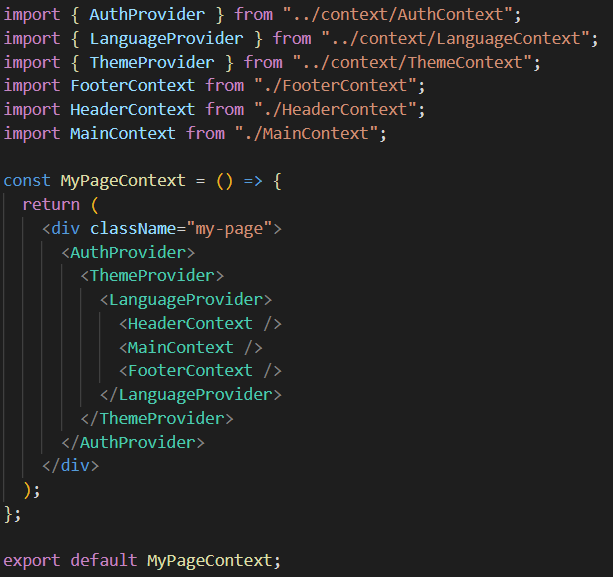 import { AuthProvider } from "../context/AuthContext";
import { LanguageProvider } from "../context/LanguageContext";
import { ThemeProvider } from "../context/ThemeContext";
import FooterContext from "./FooterContext";
import HeaderContext from "./HeaderContext";
import MainContext from "./MainContext";

const MyPageContext = () => {
  return (
    <div className="my-page">
      <AuthProvider>
        <ThemeProvider>
          <LanguageProvider>
            <HeaderContext />
            <MainContext />
            <FooterContext />
          </LanguageProvider>
        </ThemeProvider>
      </AuthProvider>
    </div>
  );
};

export default MyPageContext;